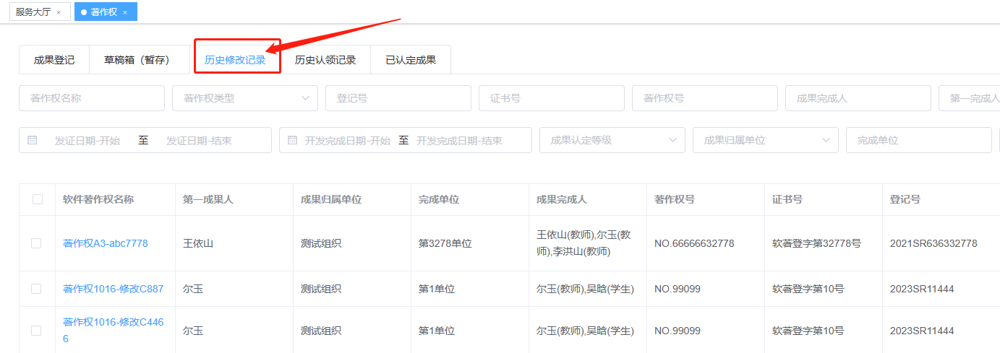 服务大厅 × 著作权 ×
成果登记 草稿箱（暂存） 历史修改记录 历史认领记录 已认定成果
著作权名称 著作权类型 登记号 证书号 著作权号 成果完成人 第一完成人
发证日期-开始 至 发证日期-结束 开发完成日期-开始 至 开发完成日期-结束 成果认定等级 成果归属单位 完成单位
软件著作权名称 第一成果人 成果归属单位 完成单位 成果完成人 著作权号 证书号 登记号
著作权A3-abc7778 王依山 测试组织 第3278单位 王依山(教师),尔玉(教
师),李洪山(教师) NO.66666632778 软著登字第32778号 2021SR636332778
著作权1016-修改C887 尔玉 测试组织 第1单位 尔玉(教师),吴晗(学生) NO.99099 软著登字第10号 2023SR11444
著作权1016-修改C446
6 尔玉 测试组织 第1单位 尔玉(教师),吴晗(学生) NO.99099 软著登字第10号 2023SR11444